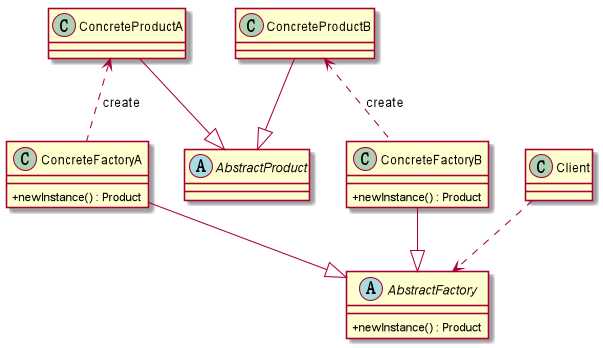 C ConcreteProductA
C ConcreteProductB
create
create
C ConcreteFactoryA
+newInstance() : Product
A AbstractProduct
C ConcreteFactoryB
+newInstance() : Product
C Client
A AbstractFactory
+newInstance() : Product